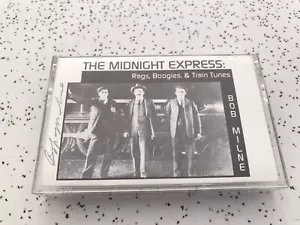 THE MIDNIGHT EXPRESS:
Rags, Boogies, & Train Tunes
BOB MILNE